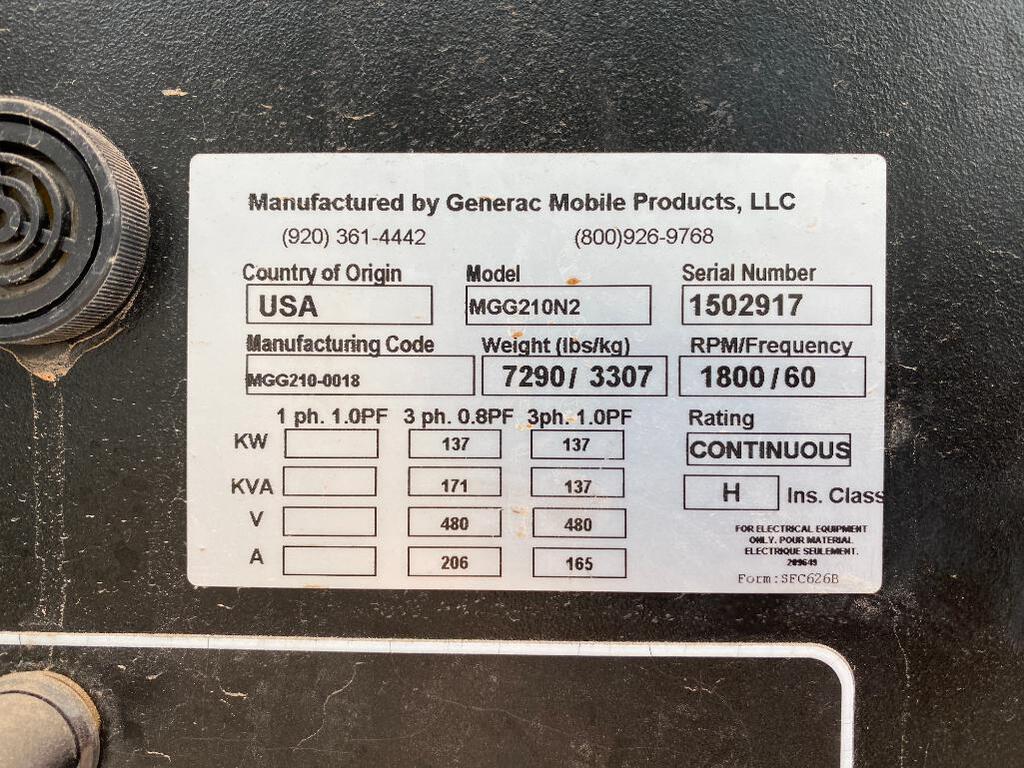 Manufactured by Generac Mobile Products, LLC
(920) 361-4442 (800)926-9768
Country of Origin Model Serial Number
USA MGG210N2 1502917
Manufacturing Code Weight (lbs/kg) RPM/Frequency
MGG210-0018 7290/ 3307 1800/60
1 ph. 1.0PF 3 ph. 0.8PF 3ph. 1.0PF Rating
KW 137 137 CONTINUOUS
KVA 171 137 H Ins. Class
V 480 480
A 206 165
FOR ELECTRICAL EQUIPMENT
ONLY. POUR MATERIAL
ELECTRIQUE SEULEMENT.
209649
Form:SFC626B